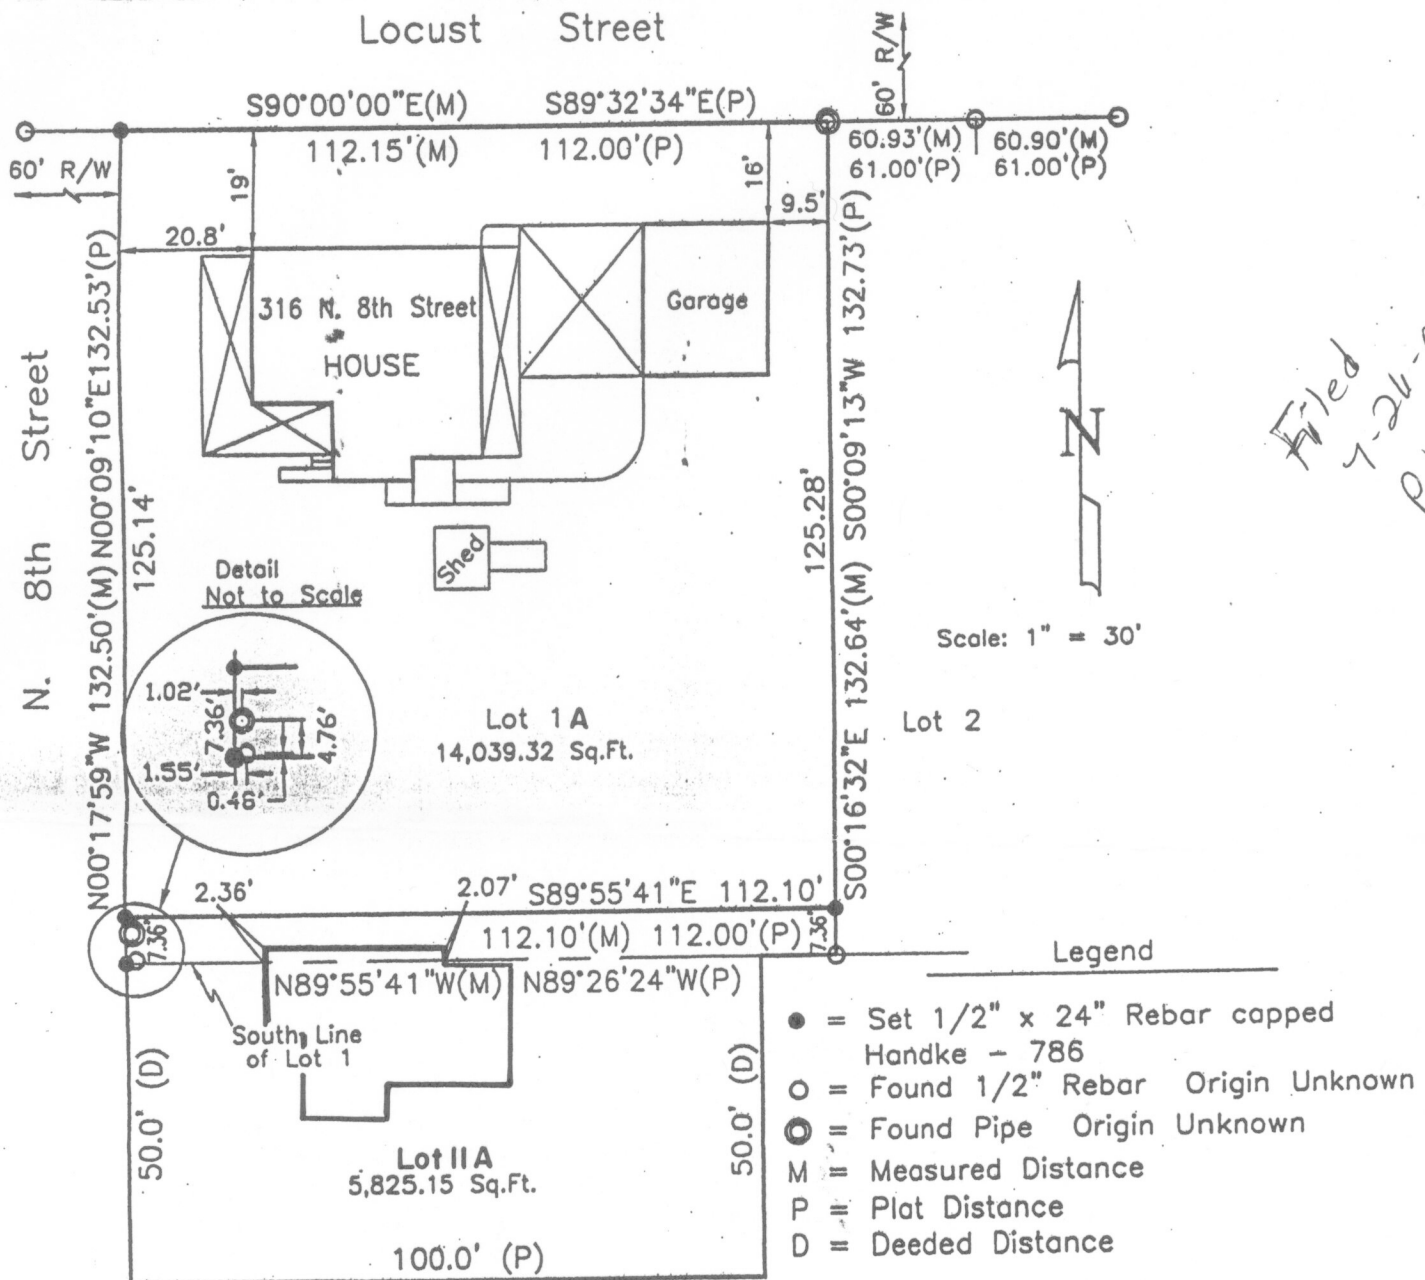 Locust Street
60' R/W
S90°00'00"E(M) S89°32'34"E(P)
112.15'(M) 112.00'(P)
60.93'(M) 60.90'(M)
61.00'(P) 61.00'(P)
60' R/W
19'
16'
9.5'
20.8'
316 N. 8th Street
HOUSE
Garage
N. 8th Street
N00°17'59"W 132.50'(M) N00°09'10"E132.53'(P)
125.14'
125.28'
S00°16'32"E 132.64'(M) S00°09'13"W 132.73'(P)
N
Filed
Shed
Detail
Not to Scale
Scale: 1" = 30'
1.02'
7.36'
4.76'
1.55'
0.46'
Lot 1A
14,039.32 Sq.Ft.
Lot 2
2.36'
2.07'
S89°55'41"E 112.10'
7.36'
112.10'(M) 112.00'(P)
7.36'
N89°55'41"W(M) N89°26'24"W(P)
South Line
of Lot 1
50.0' (D)
50.0' (D)
Lot II A
5,825.15 Sq.Ft.
100.0' (P)
Legend
= Set 1/2" x 24" Rebar capped
Handke - 786
= Found 1/2" Rebar Origin Unknown
= Found Pipe Origin Unknown
M = Measured Distance
P = Plat Distance
D = Deeded Distance